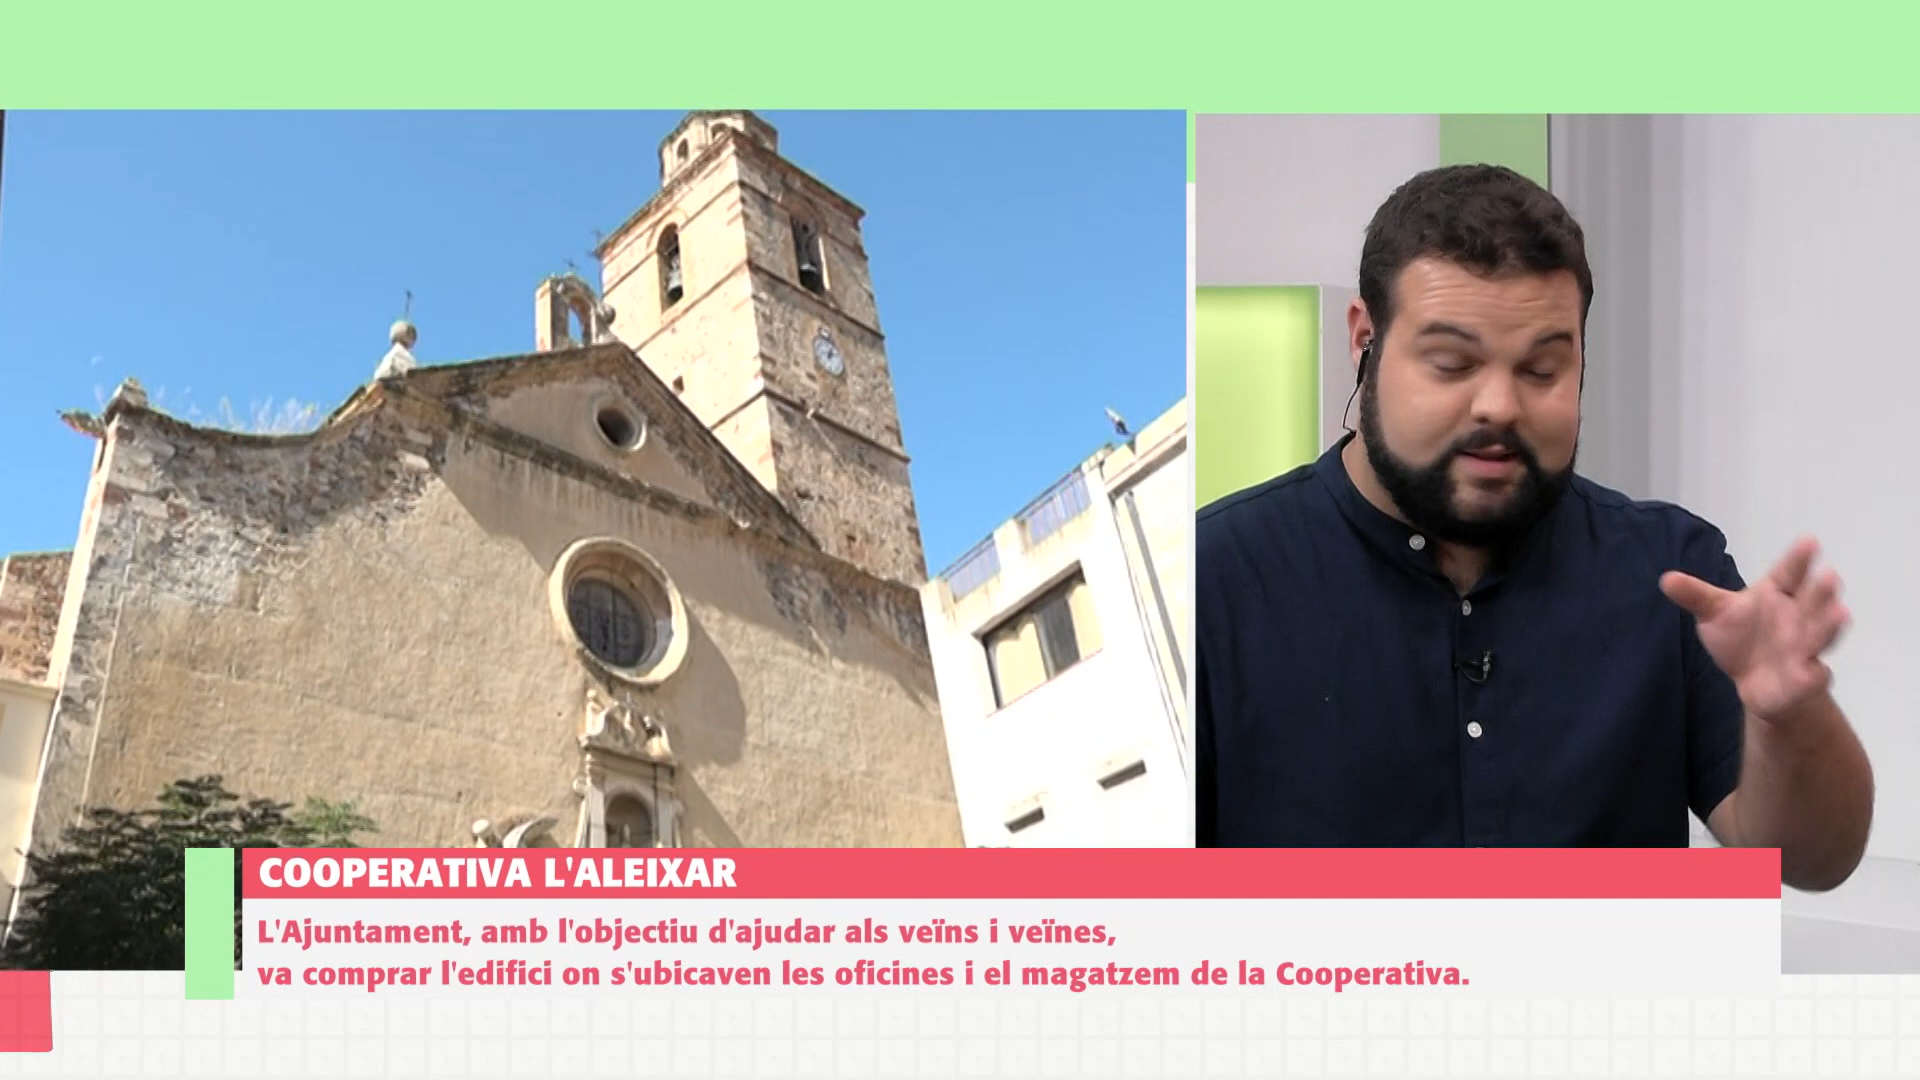 COOPERATIVA L'ALEIXAR
L'Ajuntament, amb l'objectiu d'ajudar als veïns i veïnes,
va comprar l'edifici on s'ubicaven les oficines i el magatzem de la Cooperativa.